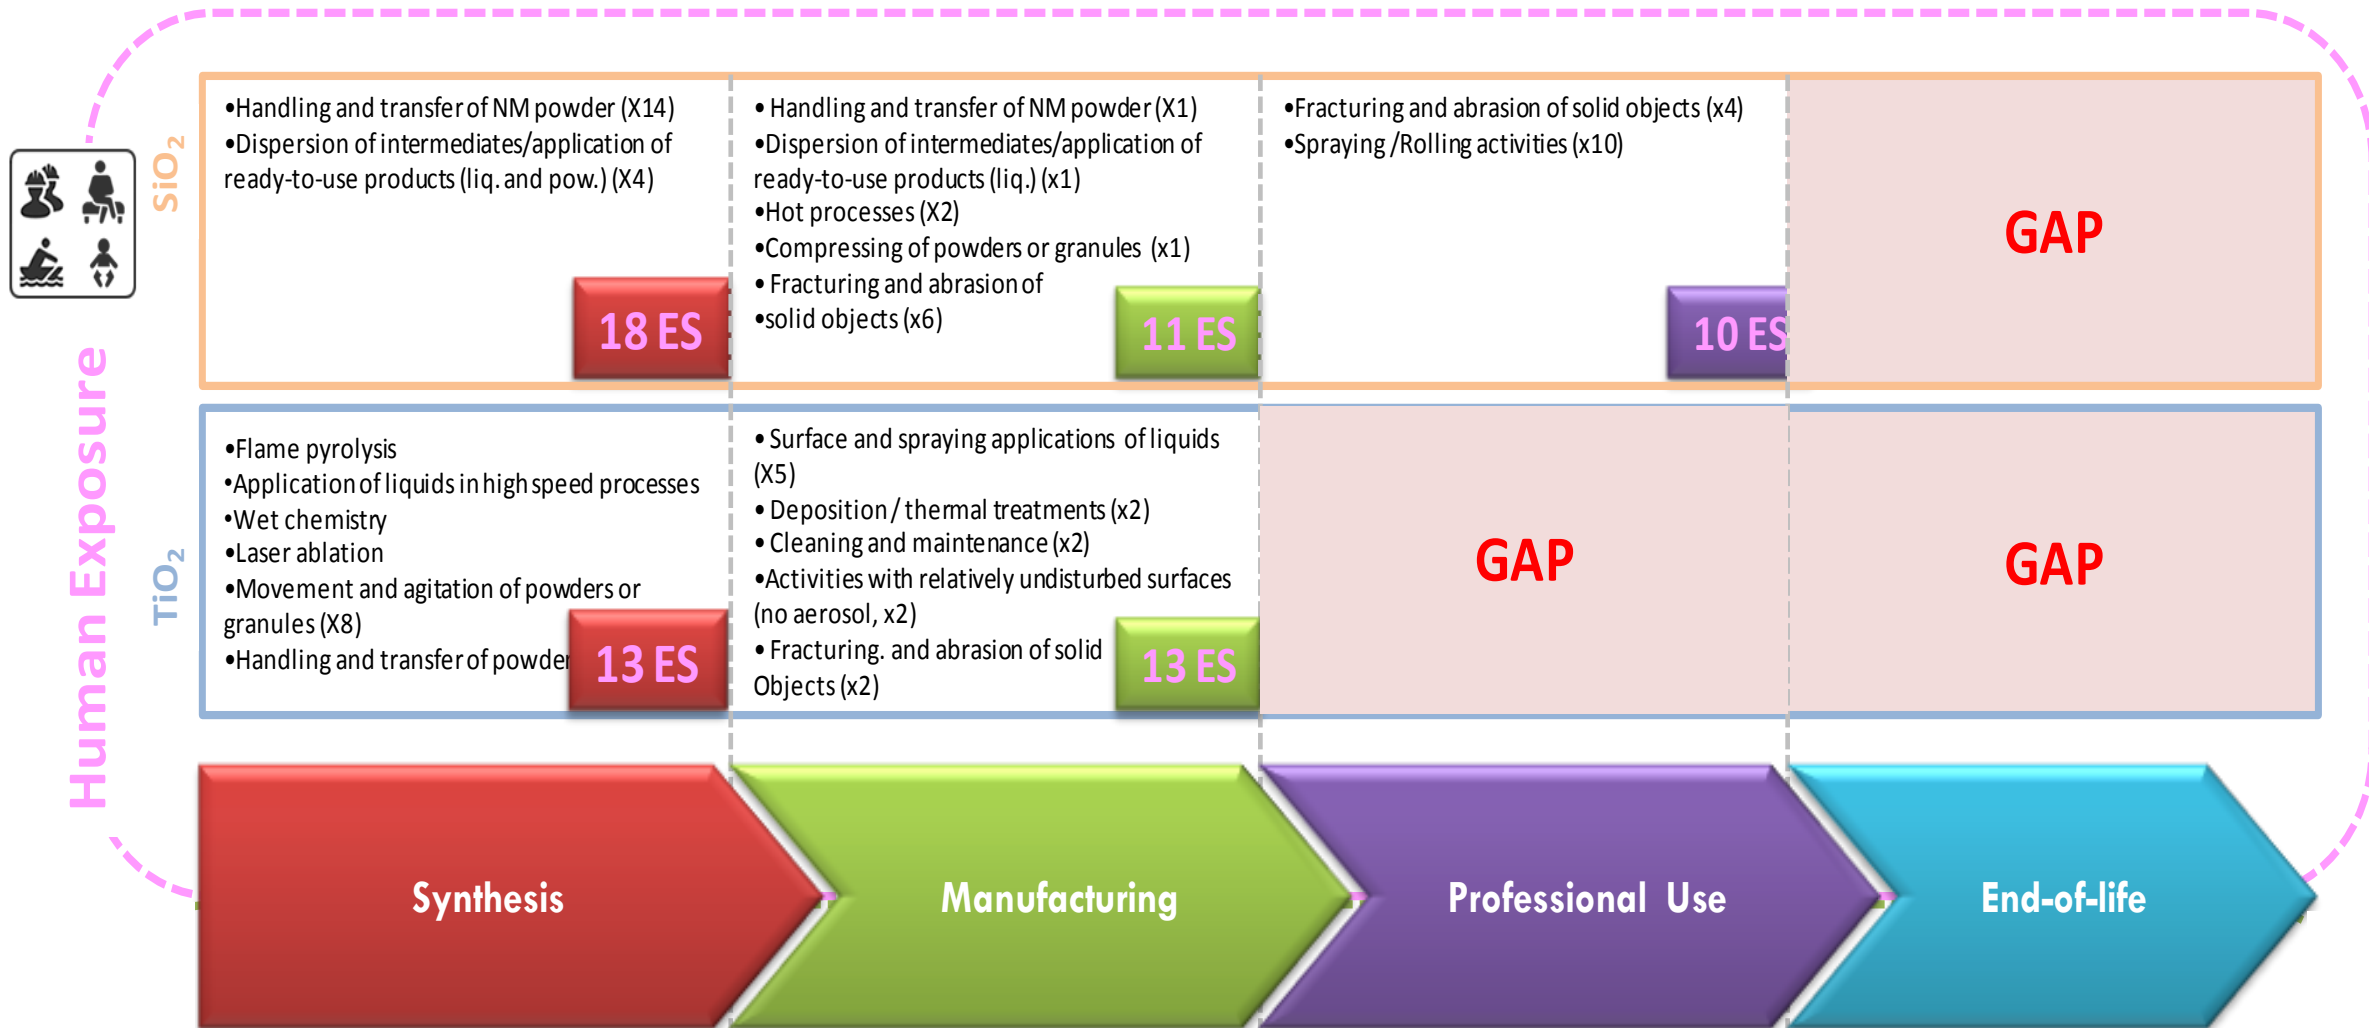 Human Exposure
SiO₂
•Handling and transfer of NM powder (X14)
•Dispersion of intermediates/application of
ready-to-use products (liq. and pow.) (X4)
18 ES
• Handling and transfer of NM powder (X1)
•Dispersion of intermediates/application of
ready-to-use products (liq.) (x1)
•Hot processes (X2)
•Compressing of powders or granules (x1)
• Fracturing and abrasion of
•solid objects (x6)
11 ES
•Fracturing and abrasion of solid objects (x4)
•Spraying /Rolling activities (x10)
10 ES
GAP
TiO₂
•Flame pyrolysis
•Application of liquids in high speed processes
•Wet chemistry
•Laser ablation
•Movement and agitation of powders or
granules (X8)
•Handling and transfer of powder
13 ES
• Surface and spraying applications of liquids
(X5)
• Deposition / thermal treatments (x2)
• Cleaning and maintenance (x2)
•Activities with relatively undisturbed surfaces
(no aerosol, x2)
• Fracturing. and abrasion of solid
Objects (x2)
13 ES
GAP
GAP
Synthesis
Manufacturing
Professional Use
End-of-life